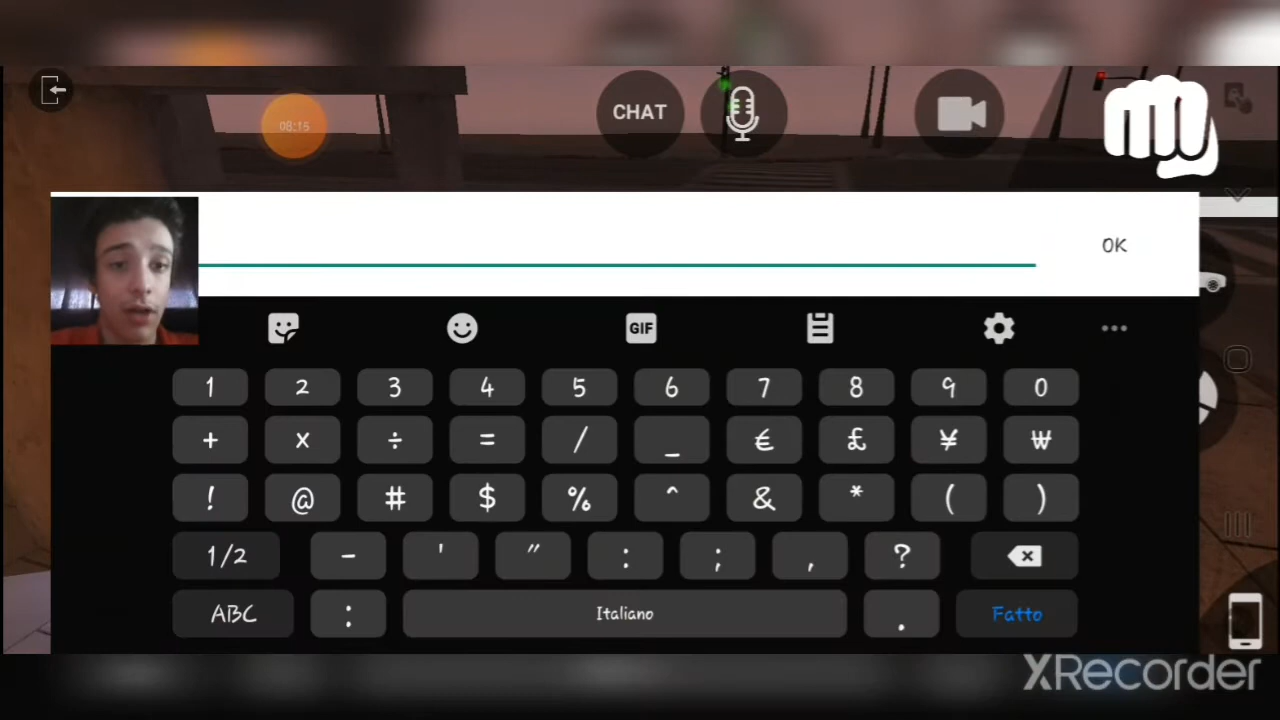 08:15
CHAT
OK
GIF
1 2 3 4 5 6 7 8 9 0
+ × ÷ = / _ € £ ¥ ₩
! @ # $ % ^ & * ( )
1/2 - ' " : ; , ?
ABC : Italiano . Fatto
XRecorder